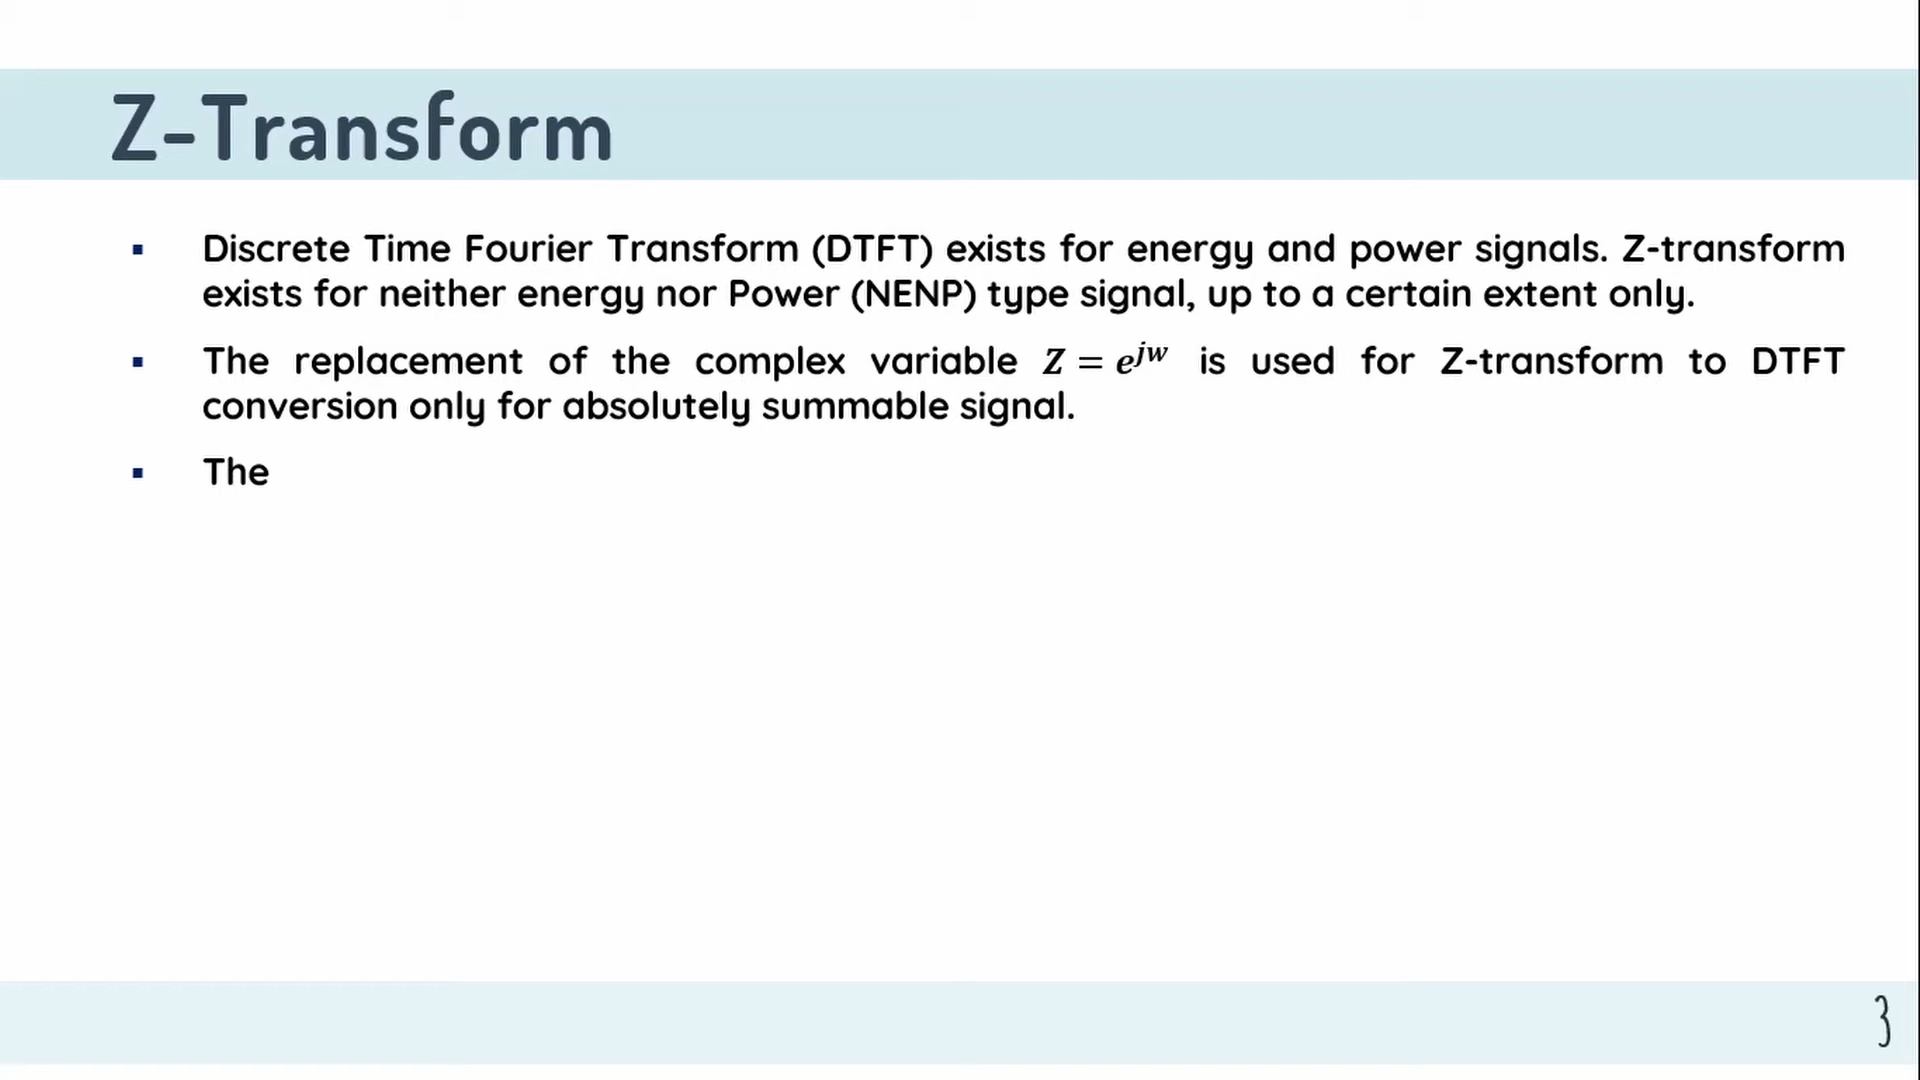 Z-Transform
▪ Discrete Time Fourier Transform (DTFT) exists for energy and power signals. Z-transform
exists for neither energy nor Power (NENP) type signal, up to a certain extent only.
▪ The replacement of the complex variable Z = e^{jw} is used for Z-transform to DTFT
conversion only for absolutely summable signal.
▪ The
3